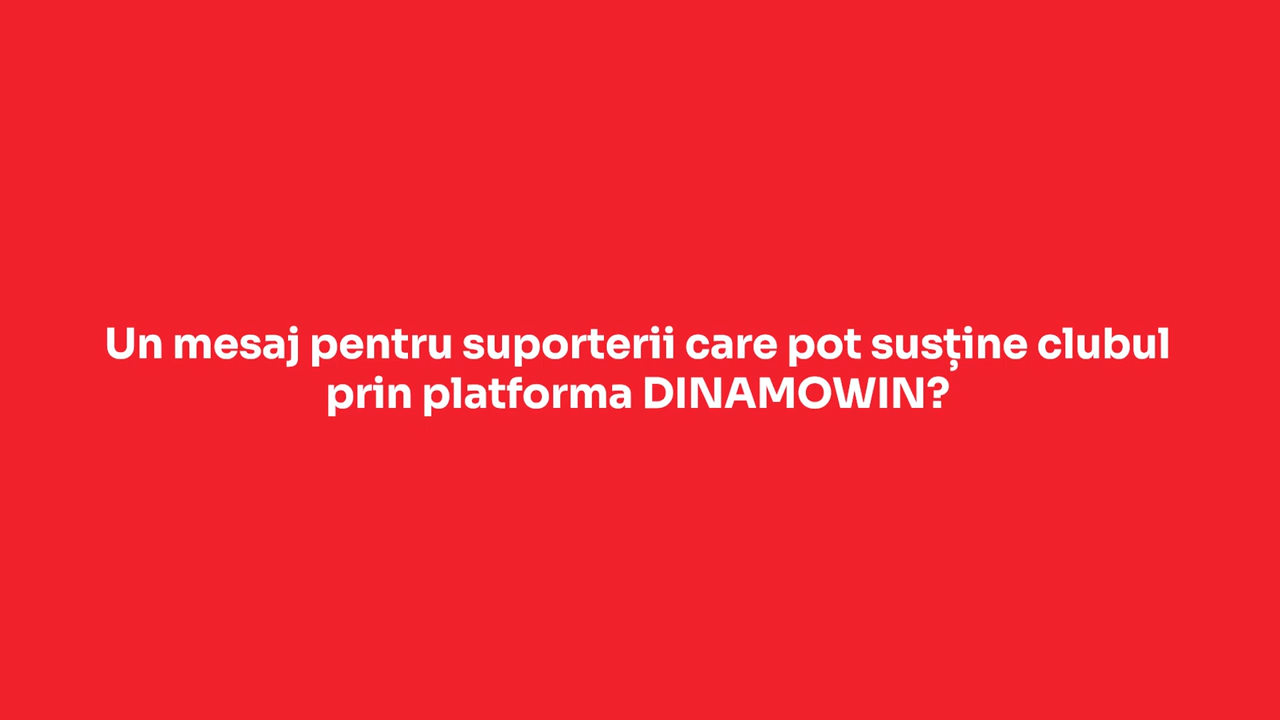 Un mesaj pentru suporterii care pot susține clubul
prin platforma DINAMOWIN?